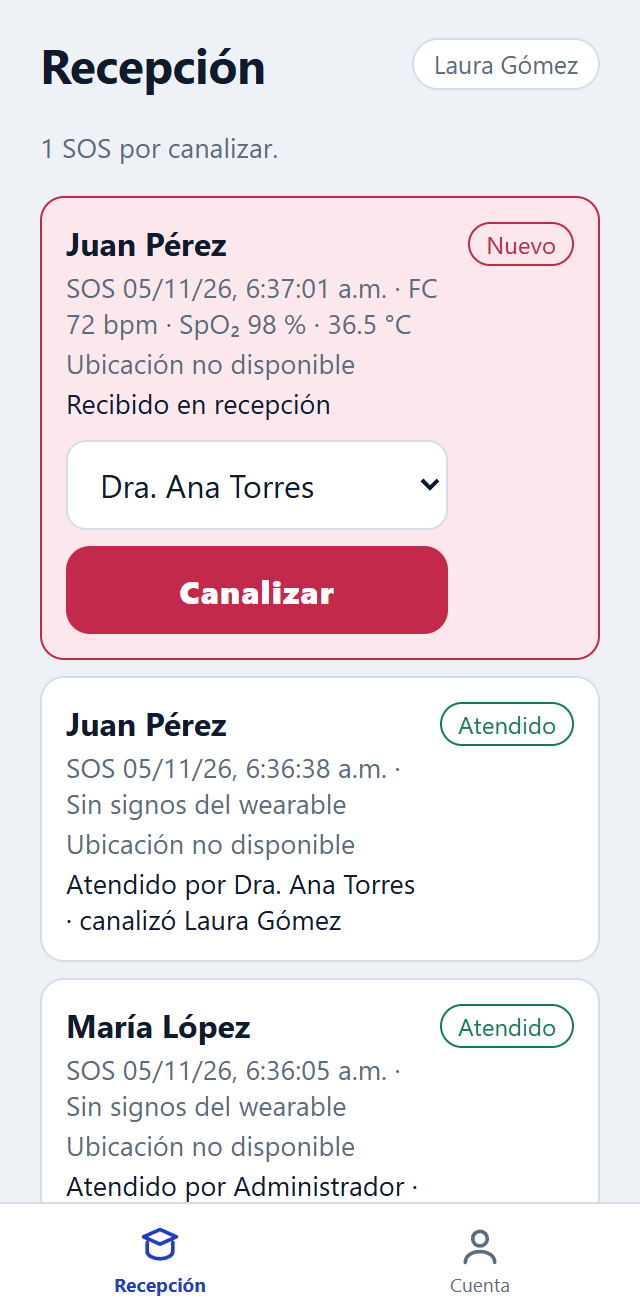 Recepción
Laura Gómez
1 SOS por canalizar.
Juan Pérez
Nuevo
SOS 05/11/26, 6:37:01 a.m. · FC
72 bpm · SpO₂ 98 % · 36.5 °C
Ubicación no disponible
Recibido en recepción
Dra. Ana Torres
Canalizar
Juan Pérez
Atendido
SOS 05/11/26, 6:36:38 a.m. ·
Sin signos del wearable
Ubicación no disponible
Atendido por Dra. Ana Torres
· canalizó Laura Gómez
María López
Atendido
SOS 05/11/26, 6:36:05 a.m. ·
Sin signos del wearable
Ubicación no disponible
Atendido por Administrador ·
Recepción
Cuenta